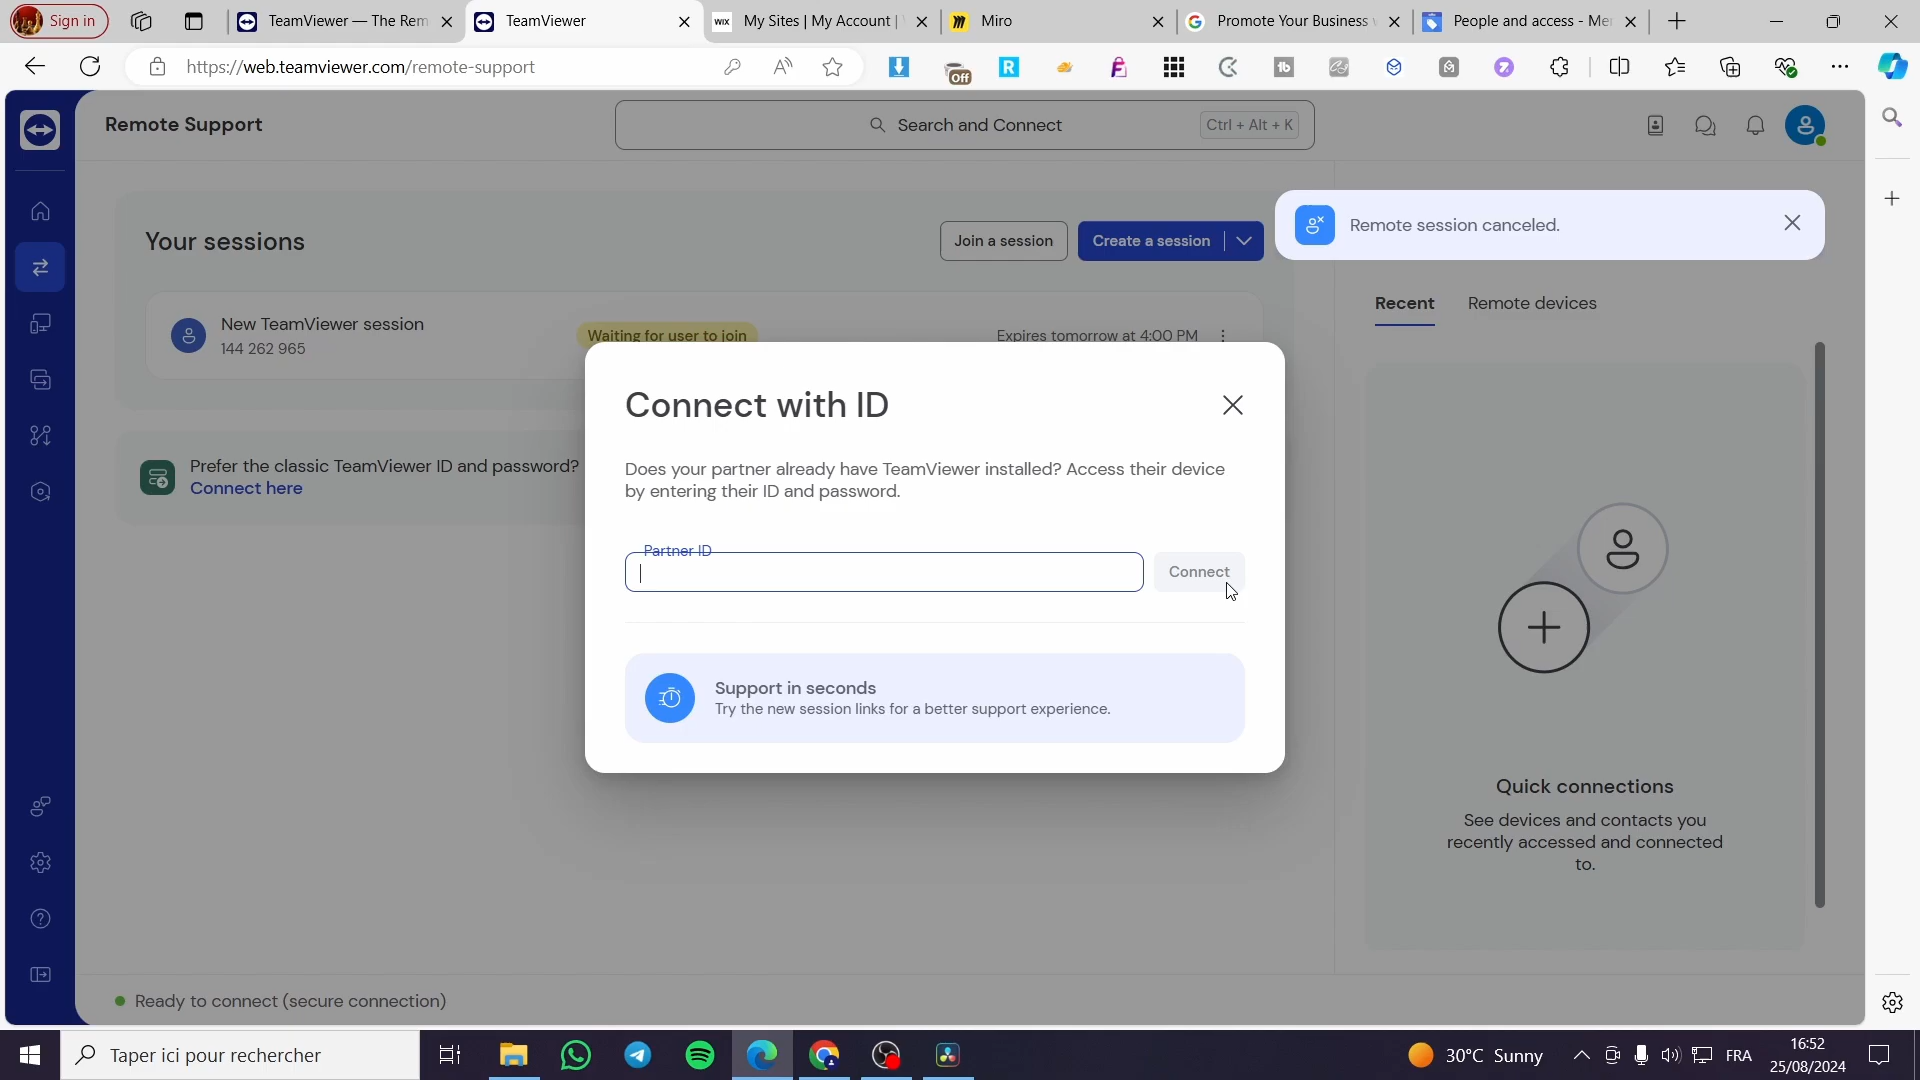 Sign in
TeamViewer — The Rem
TeamViewer
WIX
My Sites | My Account |
Miro
Promote Your Business
People and access - Mer
https://web.teamviewer.com/remote-support
Off
Remote Support
Search and Connect
Ctrl + Alt + K
Your sessions
Join a session
Create a session
Remote session canceled.
New TeamViewer session
144 262 965
Waiting for user to join
Expires tomorrow at 4:00 PM
Recent
Remote devices
Connect with ID
Does your partner already have TeamViewer installed? Access their device
by entering their ID and password.
Prefer the classic TeamViewer ID and password?
Connect here
Partner ID
Connect
Support in seconds
Try the new session links for a better support experience.
Quick connections
See devices and contacts you
recently accessed and connected
to.
Ready to connect (secure connection)
Taper ici pour rechercher
30°C Sunny
FRA
16:52
25/08/2024